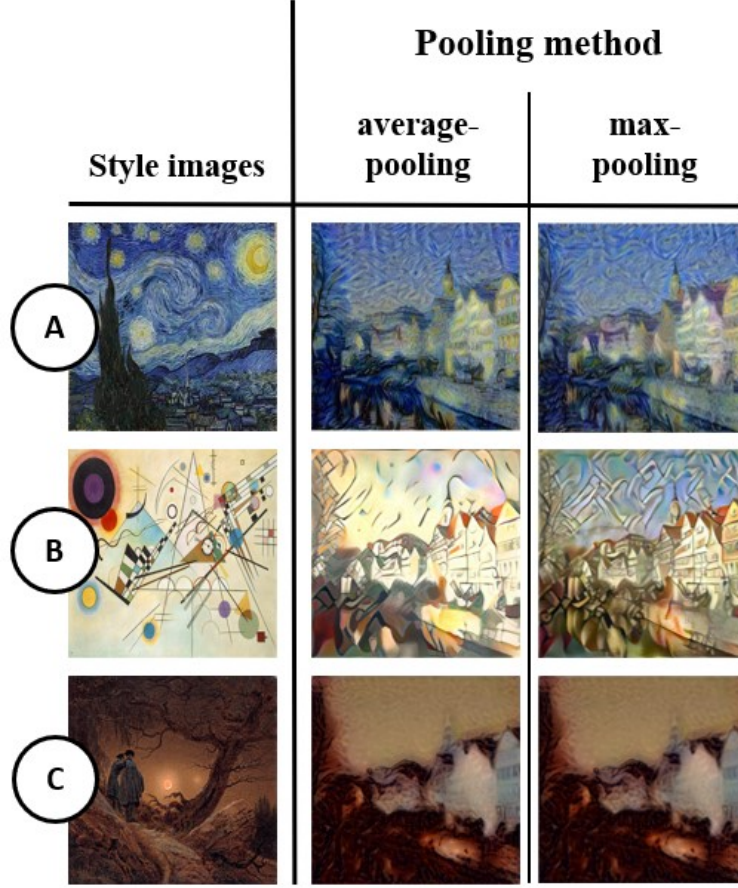 Pooling method
Style images
average-
pooling
max-
pooling
A
B
C